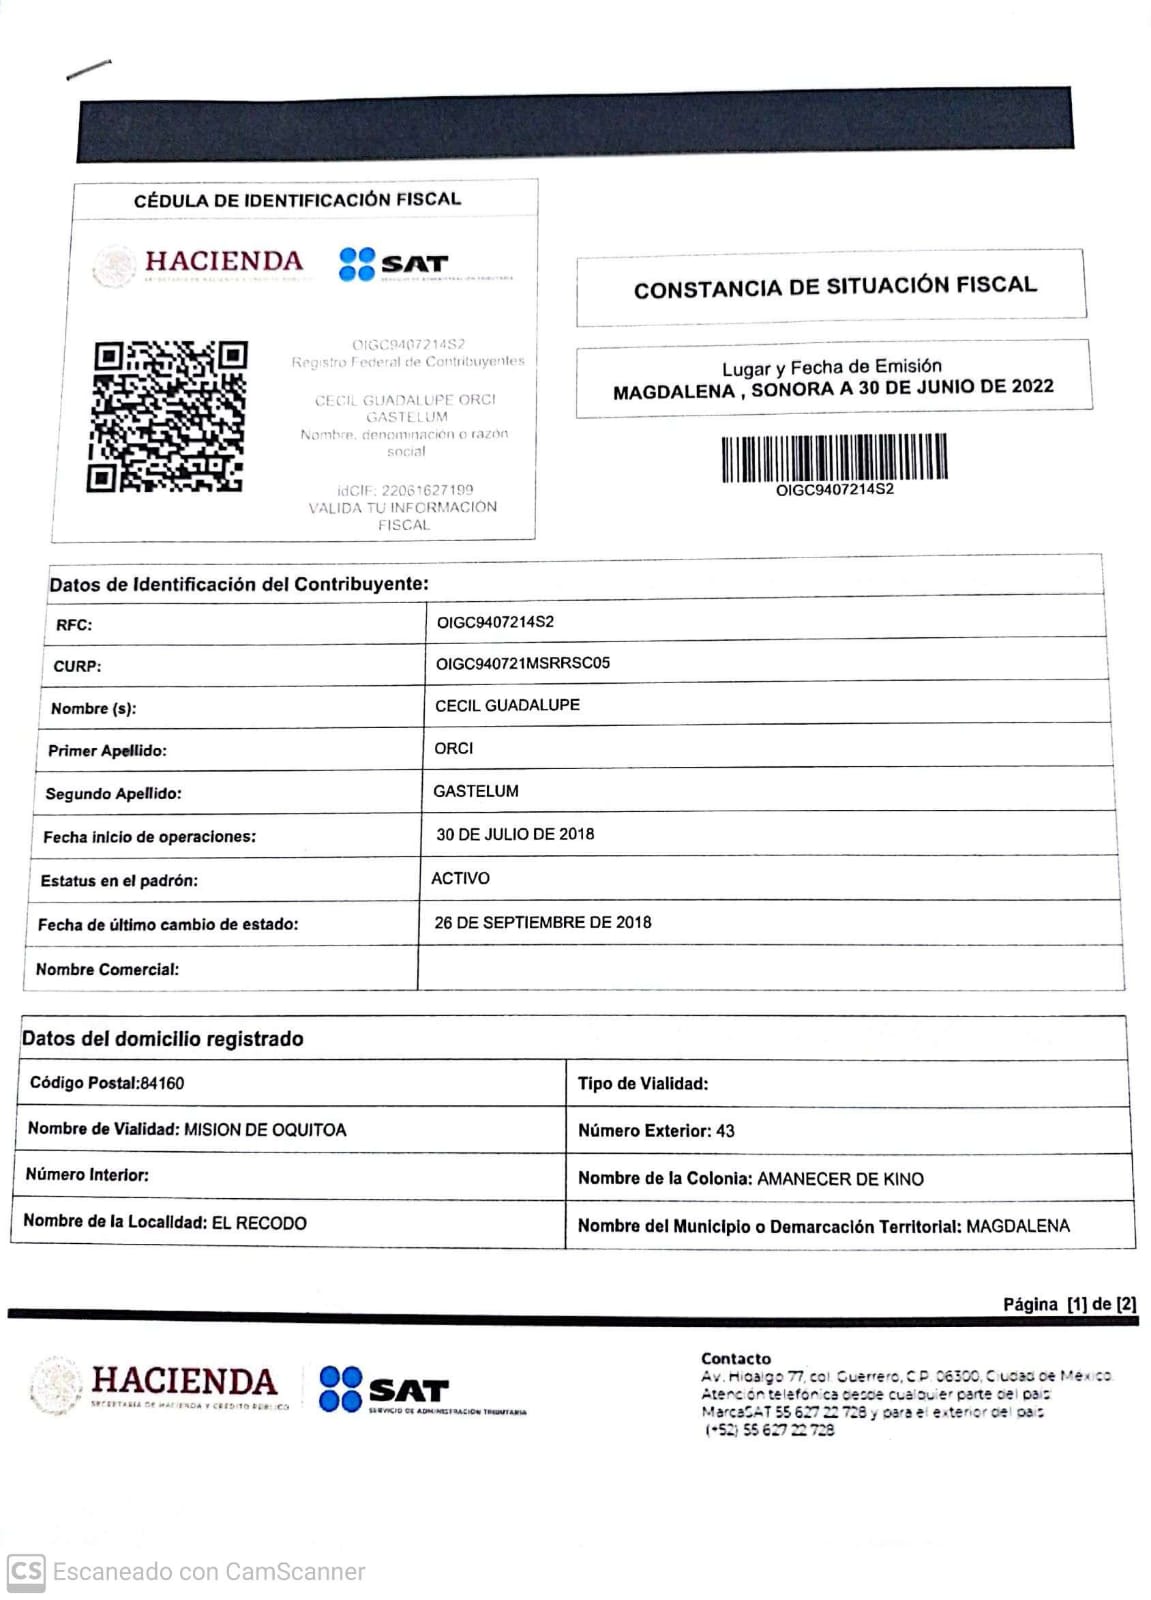 CÉDULA DE IDENTIFICACIÓN FISCAL
HACIENDA
SAT
OIGC9407214S2
Registro Federal de Contribuyentes
CECIL GUADALUPE ORCI
GASTELUM
Nombre, denominación o razón
social
idCIF: 22061627199
VALIDA TU INFORMACIÓN
FISCAL
CONSTANCIA DE SITUACIÓN FISCAL
Lugar y Fecha de Emisión
MAGDALENA , SONORA A 30 DE JUNIO DE 2022
OIGC9407214S2
Datos de Identificación del Contribuyente:
RFC: OIGC9407214S2
CURP: OIGC940721MSRRSC05
Nombre (s): CECIL GUADALUPE
Primer Apellido: ORCI
Segundo Apellido: GASTELUM
Fecha inicio de operaciones: 30 DE JULIO DE 2018
Estatus en el padrón: ACTIVO
Fecha de último cambio de estado: 26 DE SEPTIEMBRE DE 2018
Nombre Comercial:
Datos del domicilio registrado
Código Postal:84160 Tipo de Vialidad:
Nombre de Vialidad: MISION DE OQUITOA Número Exterior: 43
Número Interior: Nombre de la Colonia: AMANECER DE KINO
Nombre de la Localidad: EL RECODO Nombre del Municipio o Demarcación Territorial: MAGDALENA
Página [1] de [2]
HACIENDA
SECRETARÍA DE HACIENDA Y CRÉDITO PÚBLICO
SAT
SERVICIO DE ADMINISTRACIÓN TRIBUTARIA
Contacto
Av. Hidalgo 77, col. Guerrero, C.P. 06300, Ciudad de México.
Atención telefónica desde cualquier parte del país:
MarcaSAT 55 627 22 728 y para el exterior del país
(+52) 55 627 22 728
CS Escaneado con CamScanner